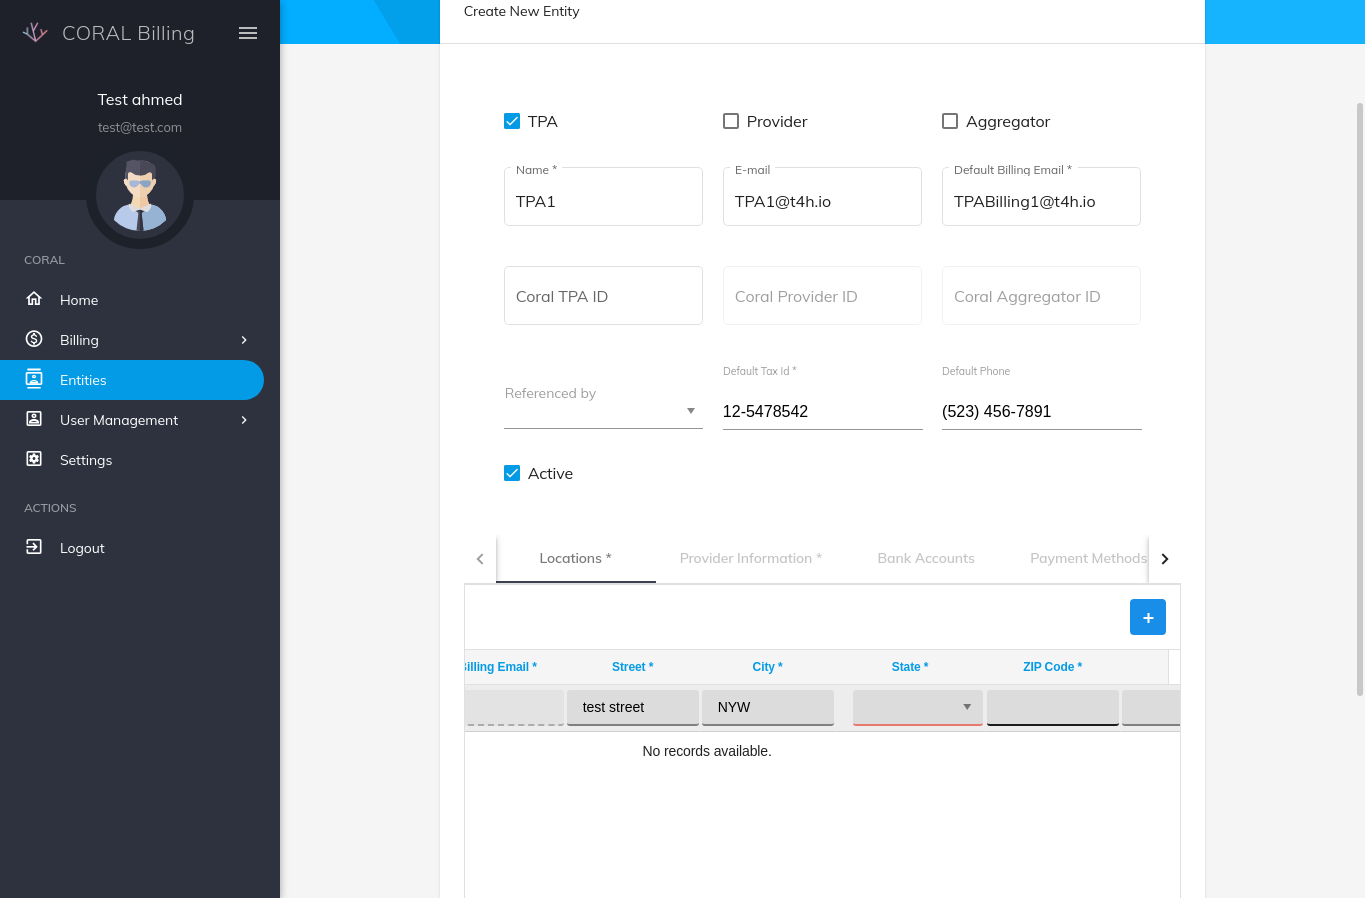 CORAL Billing
Test ahmed
test@test.com
CORAL
Home
Billing
Entities
User Management
Settings
ACTIONS
Logout
Create New Entity
TPA Provider Aggregator
Name * E-mail Default Billing Email *
TPA1 TPA1@t4h.io TPABilling1@t4h.io
Coral TPA ID Coral Provider ID Coral Aggregator ID
Default Tax Id * Default Phone
Referenced by
12-5478542 (523) 456-7891
Active
Locations * Provider Information * Bank Accounts Payment Methods
+
illing Email * Street * City * State * ZIP Code *
test street NYW
No records available.